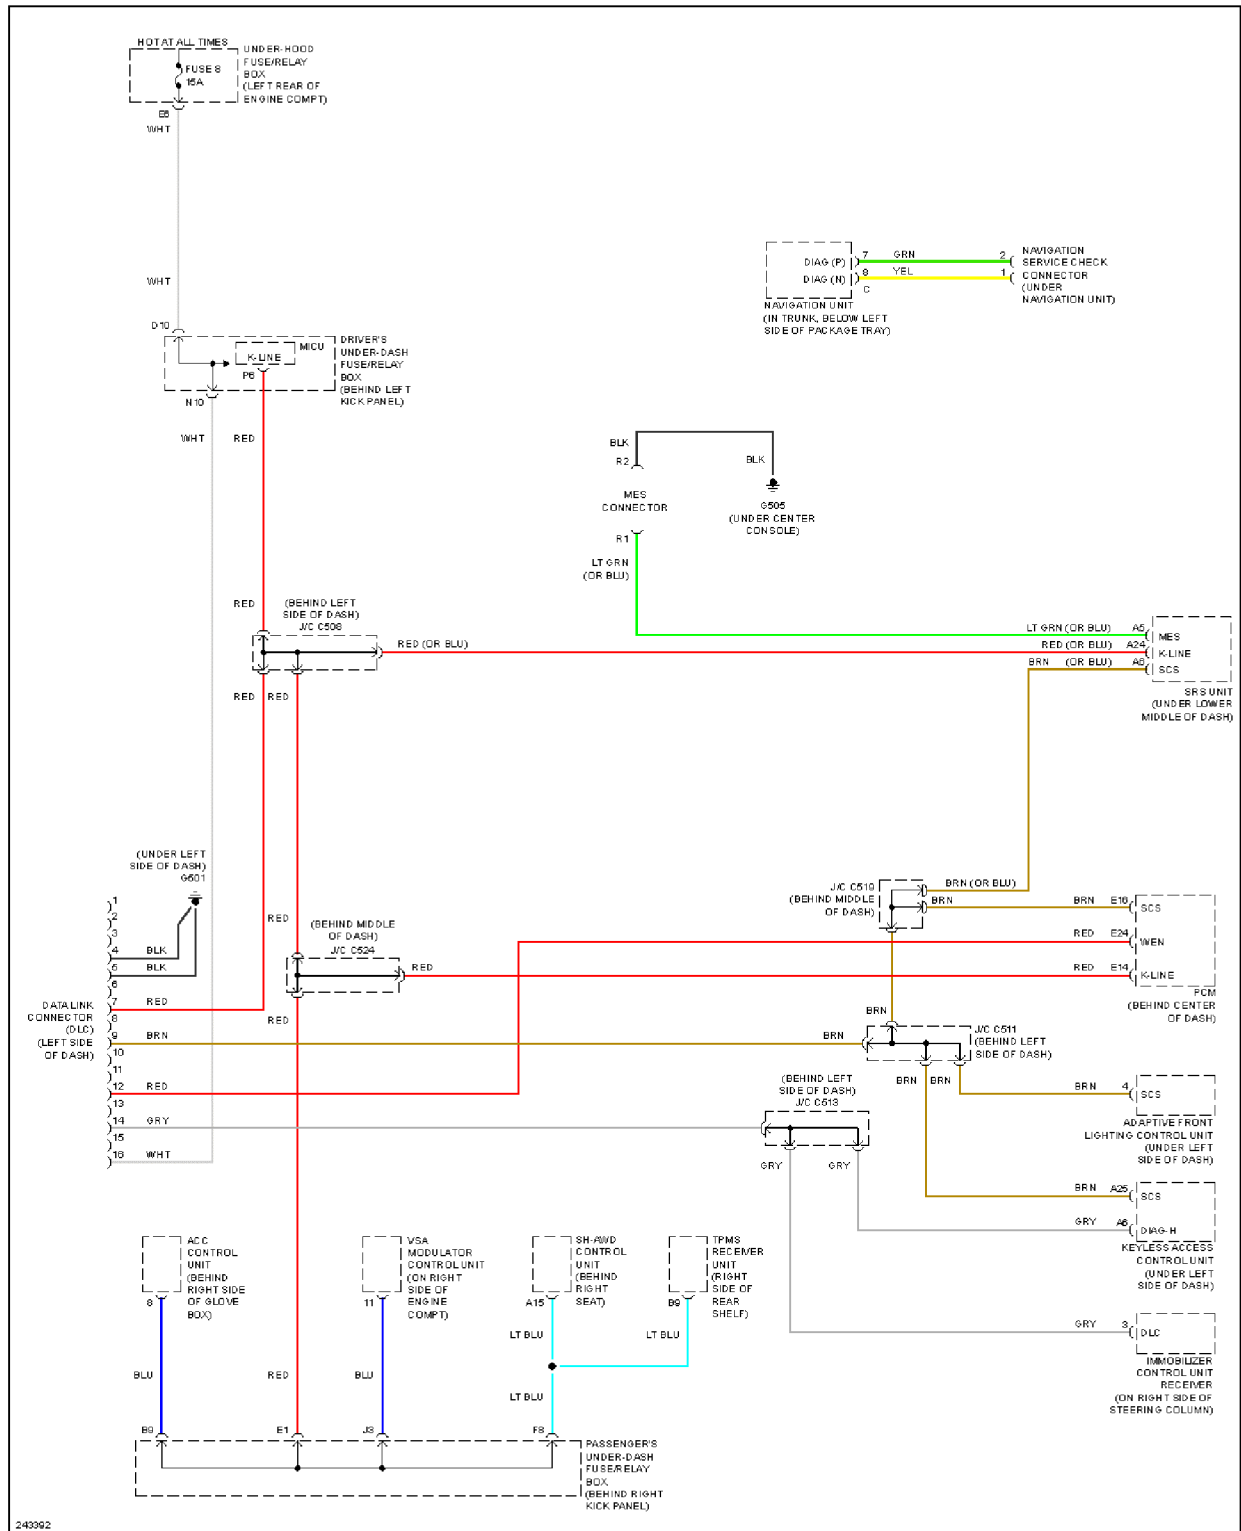 HOT AT ALL TIMES
UNDER-HOOD
FUSE/RELAY
BOX
(LEFT REAR OF
ENGINE COMPT)
FUSE 8
15A
E6
WHT
WHT
D10
MICU
K-LINE
P6
DRIVER'S
UNDER-DASH
FUSE/RELAY
BOX
(BEHIND LEFT
KICK PANEL)
N10
WHT
RED
DIAG (P)
DIAG (N)
7
8
C
GRN
YEL
2
1
NAVIGATION
SERVICE CHECK
CONNECTOR
(UNDER
NAVIGATION UNIT)
NAVIGATION UNIT
(IN TRUNK, BELOW LEFT
SIDE OF PACKAGE TRAY)
BLK
R2
BLK
MES
CONNECTOR
G505
(UNDER CENTER
CONSOLE)
R1
LT GRN
(OR BLU)
RED
(BEHIND LEFT
SIDE OF DASH)
J/C C508
RED (OR BLU)
RED
RED
LT GRN (OR BLU)
A5
MES
RED (OR BLU)
A24
K-LINE
BRN (OR BLU)
A6
SCS
SRS UNIT
(UNDER LOWER
MIDDLE OF DASH)
(UNDER LEFT
SIDE OF DASH)
G501
J/C C519
(BEHIND MIDDLE
OF DASH)
BRN (OR BLU)
BRN
BRN
E16
SCS
RED
E24
WEN
RED
E14
K-LINE
PCM
(BEHIND CENTER
OF DASH)
RED
(BEHIND MIDDLE
OF DASH)
J/C C524
RED
RED
DATA LINK
CONNECTOR
(DLC)
(LEFT SIDE
OF DASH)
1
2
3
4
BLK
5
BLK
6
7
RED
8
9
BRN
10
11
12
RED
13
14
GRY
15
16
WHT
BRN
BRN
J/C C511
(BEHIND LEFT
SIDE OF DASH)
BRN
BRN
(BEHIND LEFT
SIDE OF DASH)
J/C C513
GRY
GRY
BRN
4
SCS
ADAPTIVE FRONT
LIGHTING CONTROL UNIT
(UNDER LEFT
SIDE OF DASH)
BRN
A25
SCS
GRY
A6
DIAG-H
KEYLESS ACCESS
CONTROL UNIT
(UNDER LEFT
SIDE OF DASH)
GRY
3
DLC
IMMOBILIZER
CONTROL UNIT
RECEIVER
(ON RIGHT SIDE OF
STEERING COLUMN)
ACC
CONTROL
UNIT
(BEHIND
RIGHT SIDE
OF GLOVE
BOX)
8
VSA
MODULATOR
CONTROL UNIT
(ON RIGHT
SIDE OF
ENGINE
COMPT)
11
SH-AWD
CONTROL
UNIT
(BEHIND
RIGHT
SEAT)
A15
TPMS
RECEIVER
UNIT
(RIGHT
SIDE OF
REAR
SHELF)
B9
LT BLU
LT BLU
BLU
RED
BLU
LT BLU
B9
E1
J3
F8
PASSENGER'S
UNDER-DASH
FUSE/RELAY
BOX
(BEHIND RIGHT
KICK PANEL)
243392